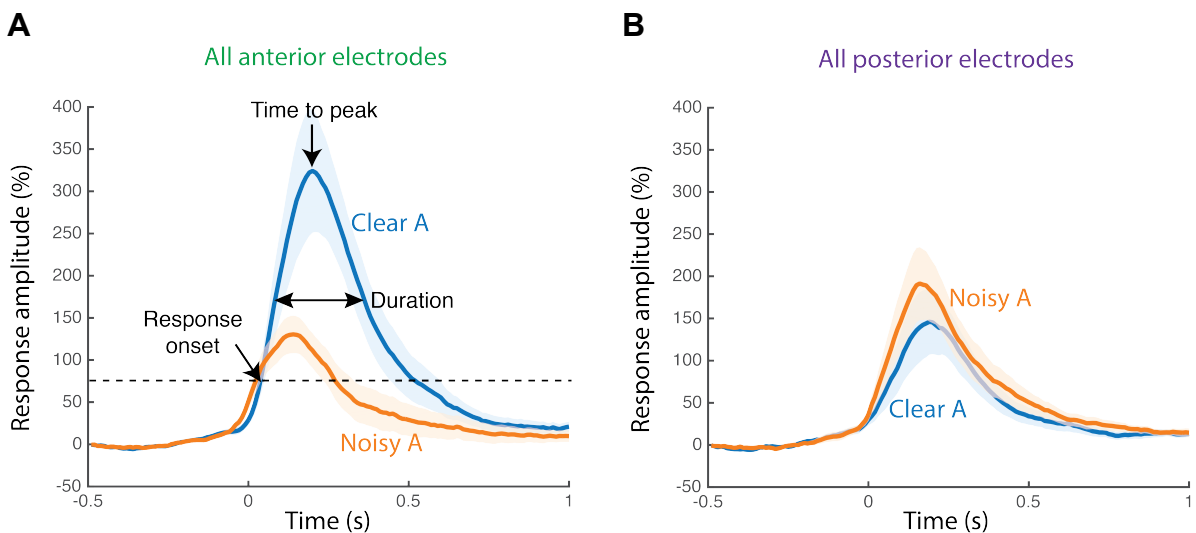 A
All anterior electrodes
400
350
300
250
200
150
100
50
0
-50
Response amplitude (%)
Time to peak
Clear A
Duration
Response
onset
Noisy A
-0.5
0
0.5
1
Time (s)
B
All posterior electrodes
400
350
300
250
200
150
100
50
0
-50
Response amplitude (%)
Noisy A
Clear A
-0.5
0
0.5
1
Time (s)